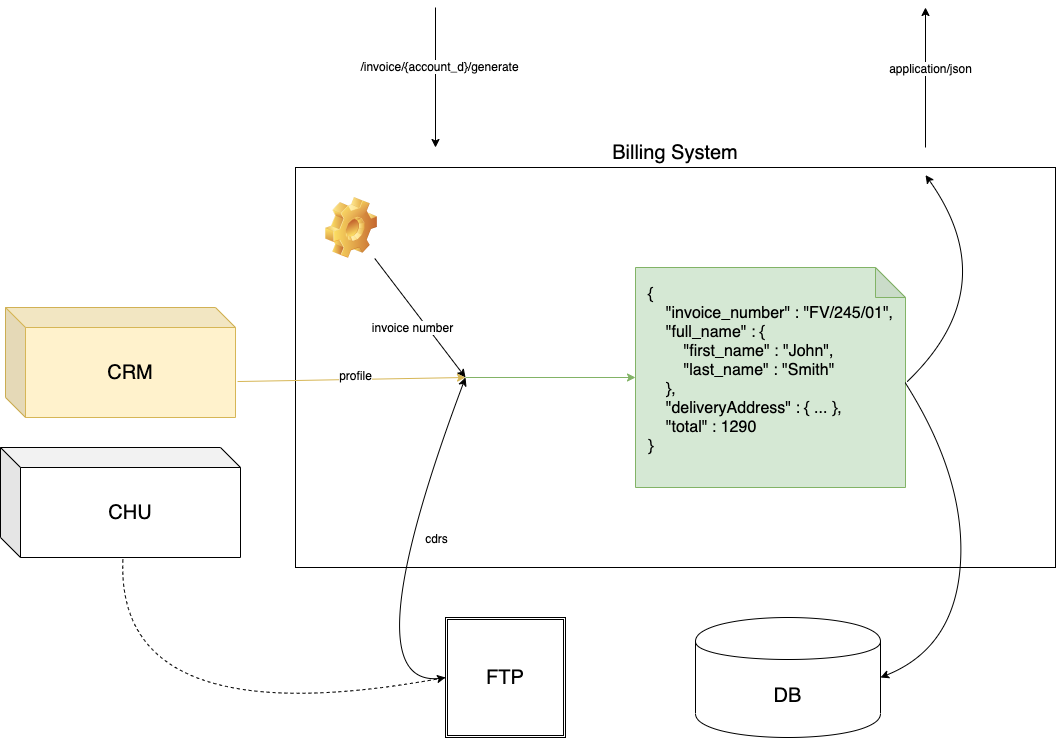 /invoice/{account_d}/generate
application/json
Billing System
invoice number
CRM
profile
{
"invoice_number" : "FV/245/01",
"full_name" : {
"first_name" : "John",
"last_name" : "Smith"
},
"deliveryAddress" : { ... },
"total" : 1290
}
CHU
cdrs
FTP
DB